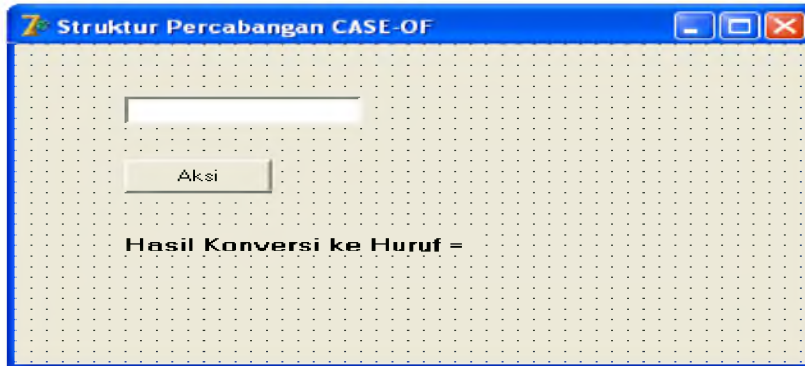 Struktur Percabangan CASE-OF
Aksi
Hasil Konversi ke Huruf =